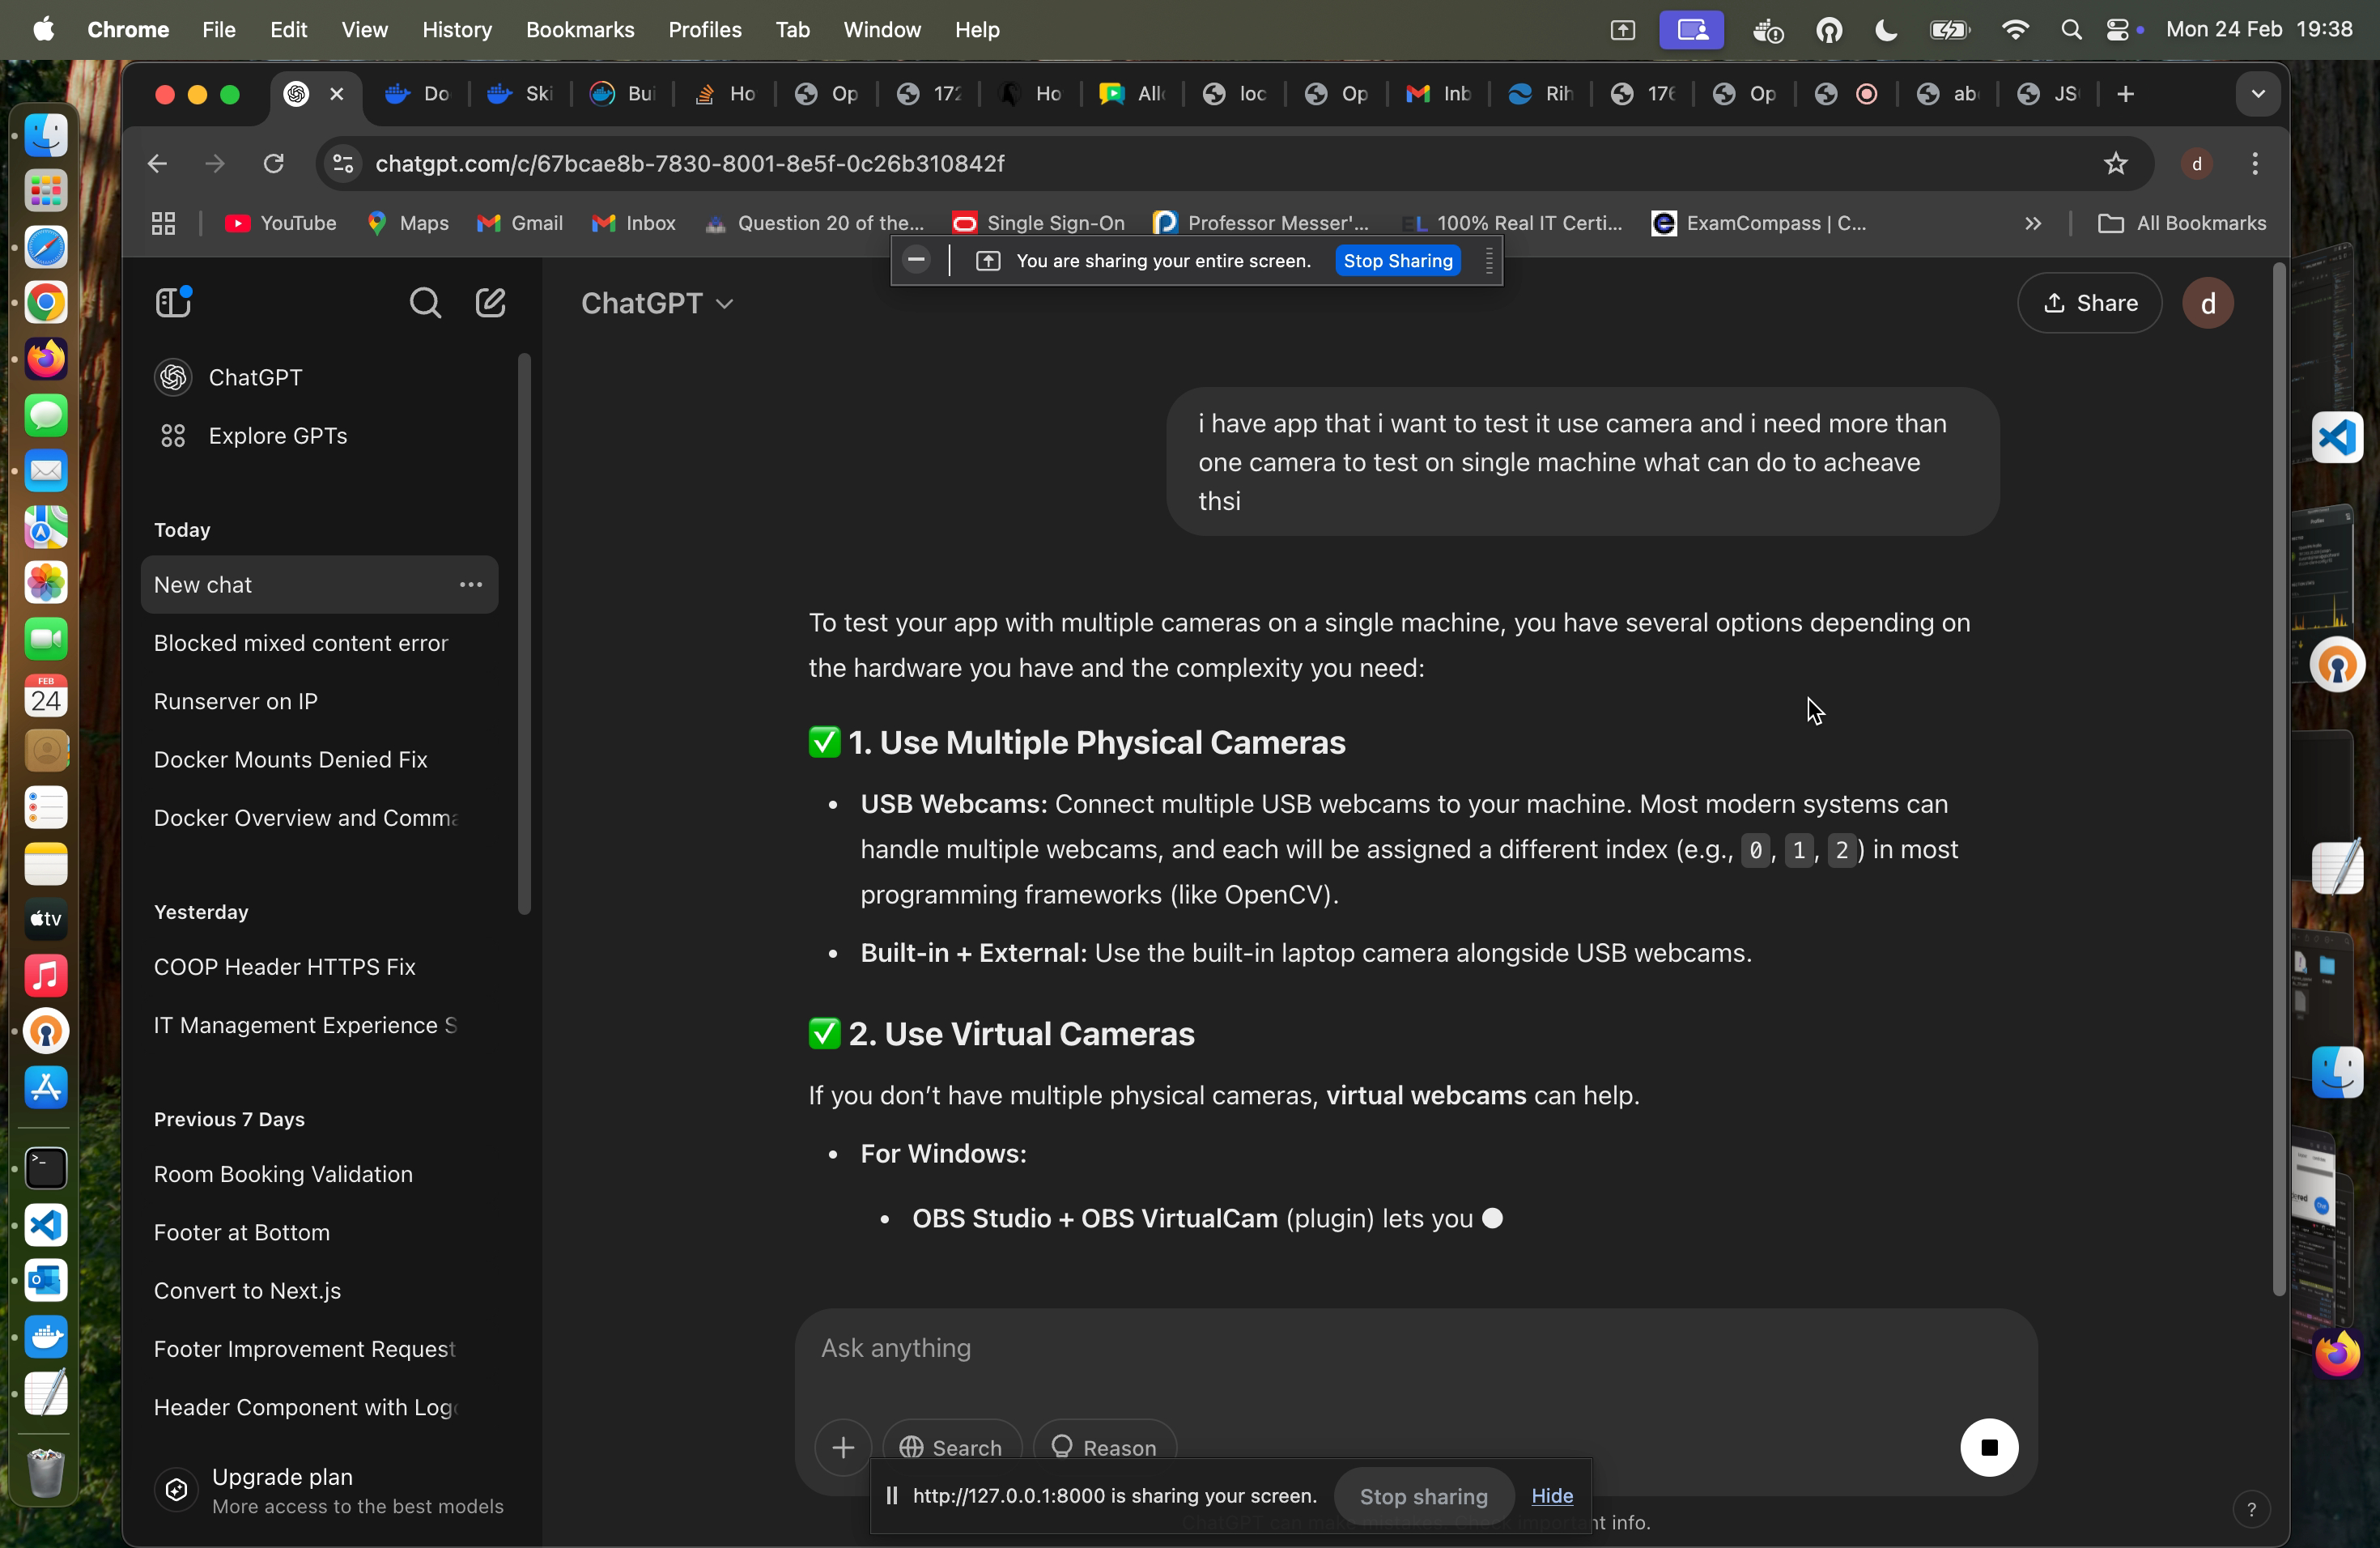 Chrome File Edit View History Bookmarks Profiles Tab Window Help Mon 24 Feb 19:38
Do Ski Bui Ho Op 172 Ho Allo loc Op Inb Rih 176 Op ab JS
chatgpt.com/c/67bcae8b-7830-8001-8e5f-0c26b310842f d
YouTube Maps Gmail Inbox Question 20 of the... Single Sign-On Professor Messer'... EL 100% Real IT Certi... ExamCompass | C... All Bookmarks
You are sharing your entire screen. Stop Sharing
ChatGPT Share d
ChatGPT
Explore GPTs
Today
New chat
Blocked mixed content error
Runserver on IP
Docker Mounts Denied Fix
Docker Overview and Comma
Yesterday
COOP Header HTTPS Fix
IT Management Experience S
Previous 7 Days
Room Booking Validation
Footer at Bottom
Convert to Next.js
Footer Improvement Request
Header Component with Logo
Upgrade plan
More access to the best models
i have app that i want to test it use camera and i need more than
one camera to test on single machine what can do to acheave
thsi
To test your app with multiple cameras on a single machine, you have several options depending on
the hardware you have and the complexity you need:
✅ 1. Use Multiple Physical Cameras
• USB Webcams: Connect multiple USB webcams to your machine. Most modern systems can
handle multiple webcams, and each will be assigned a different index (e.g., 0, 1, 2) in most
programming frameworks (like OpenCV).
• Built-in + External: Use the built-in laptop camera alongside USB webcams.
✅ 2. Use Virtual Cameras
If you don't have multiple physical cameras, virtual webcams can help.
• For Windows:
• OBS Studio + OBS VirtualCam (plugin) lets you
Ask anything
Search Reason
http://127.0.0.1:8000 is sharing your screen. Stop sharing Hide
nt info.
?
FEB
24
tv